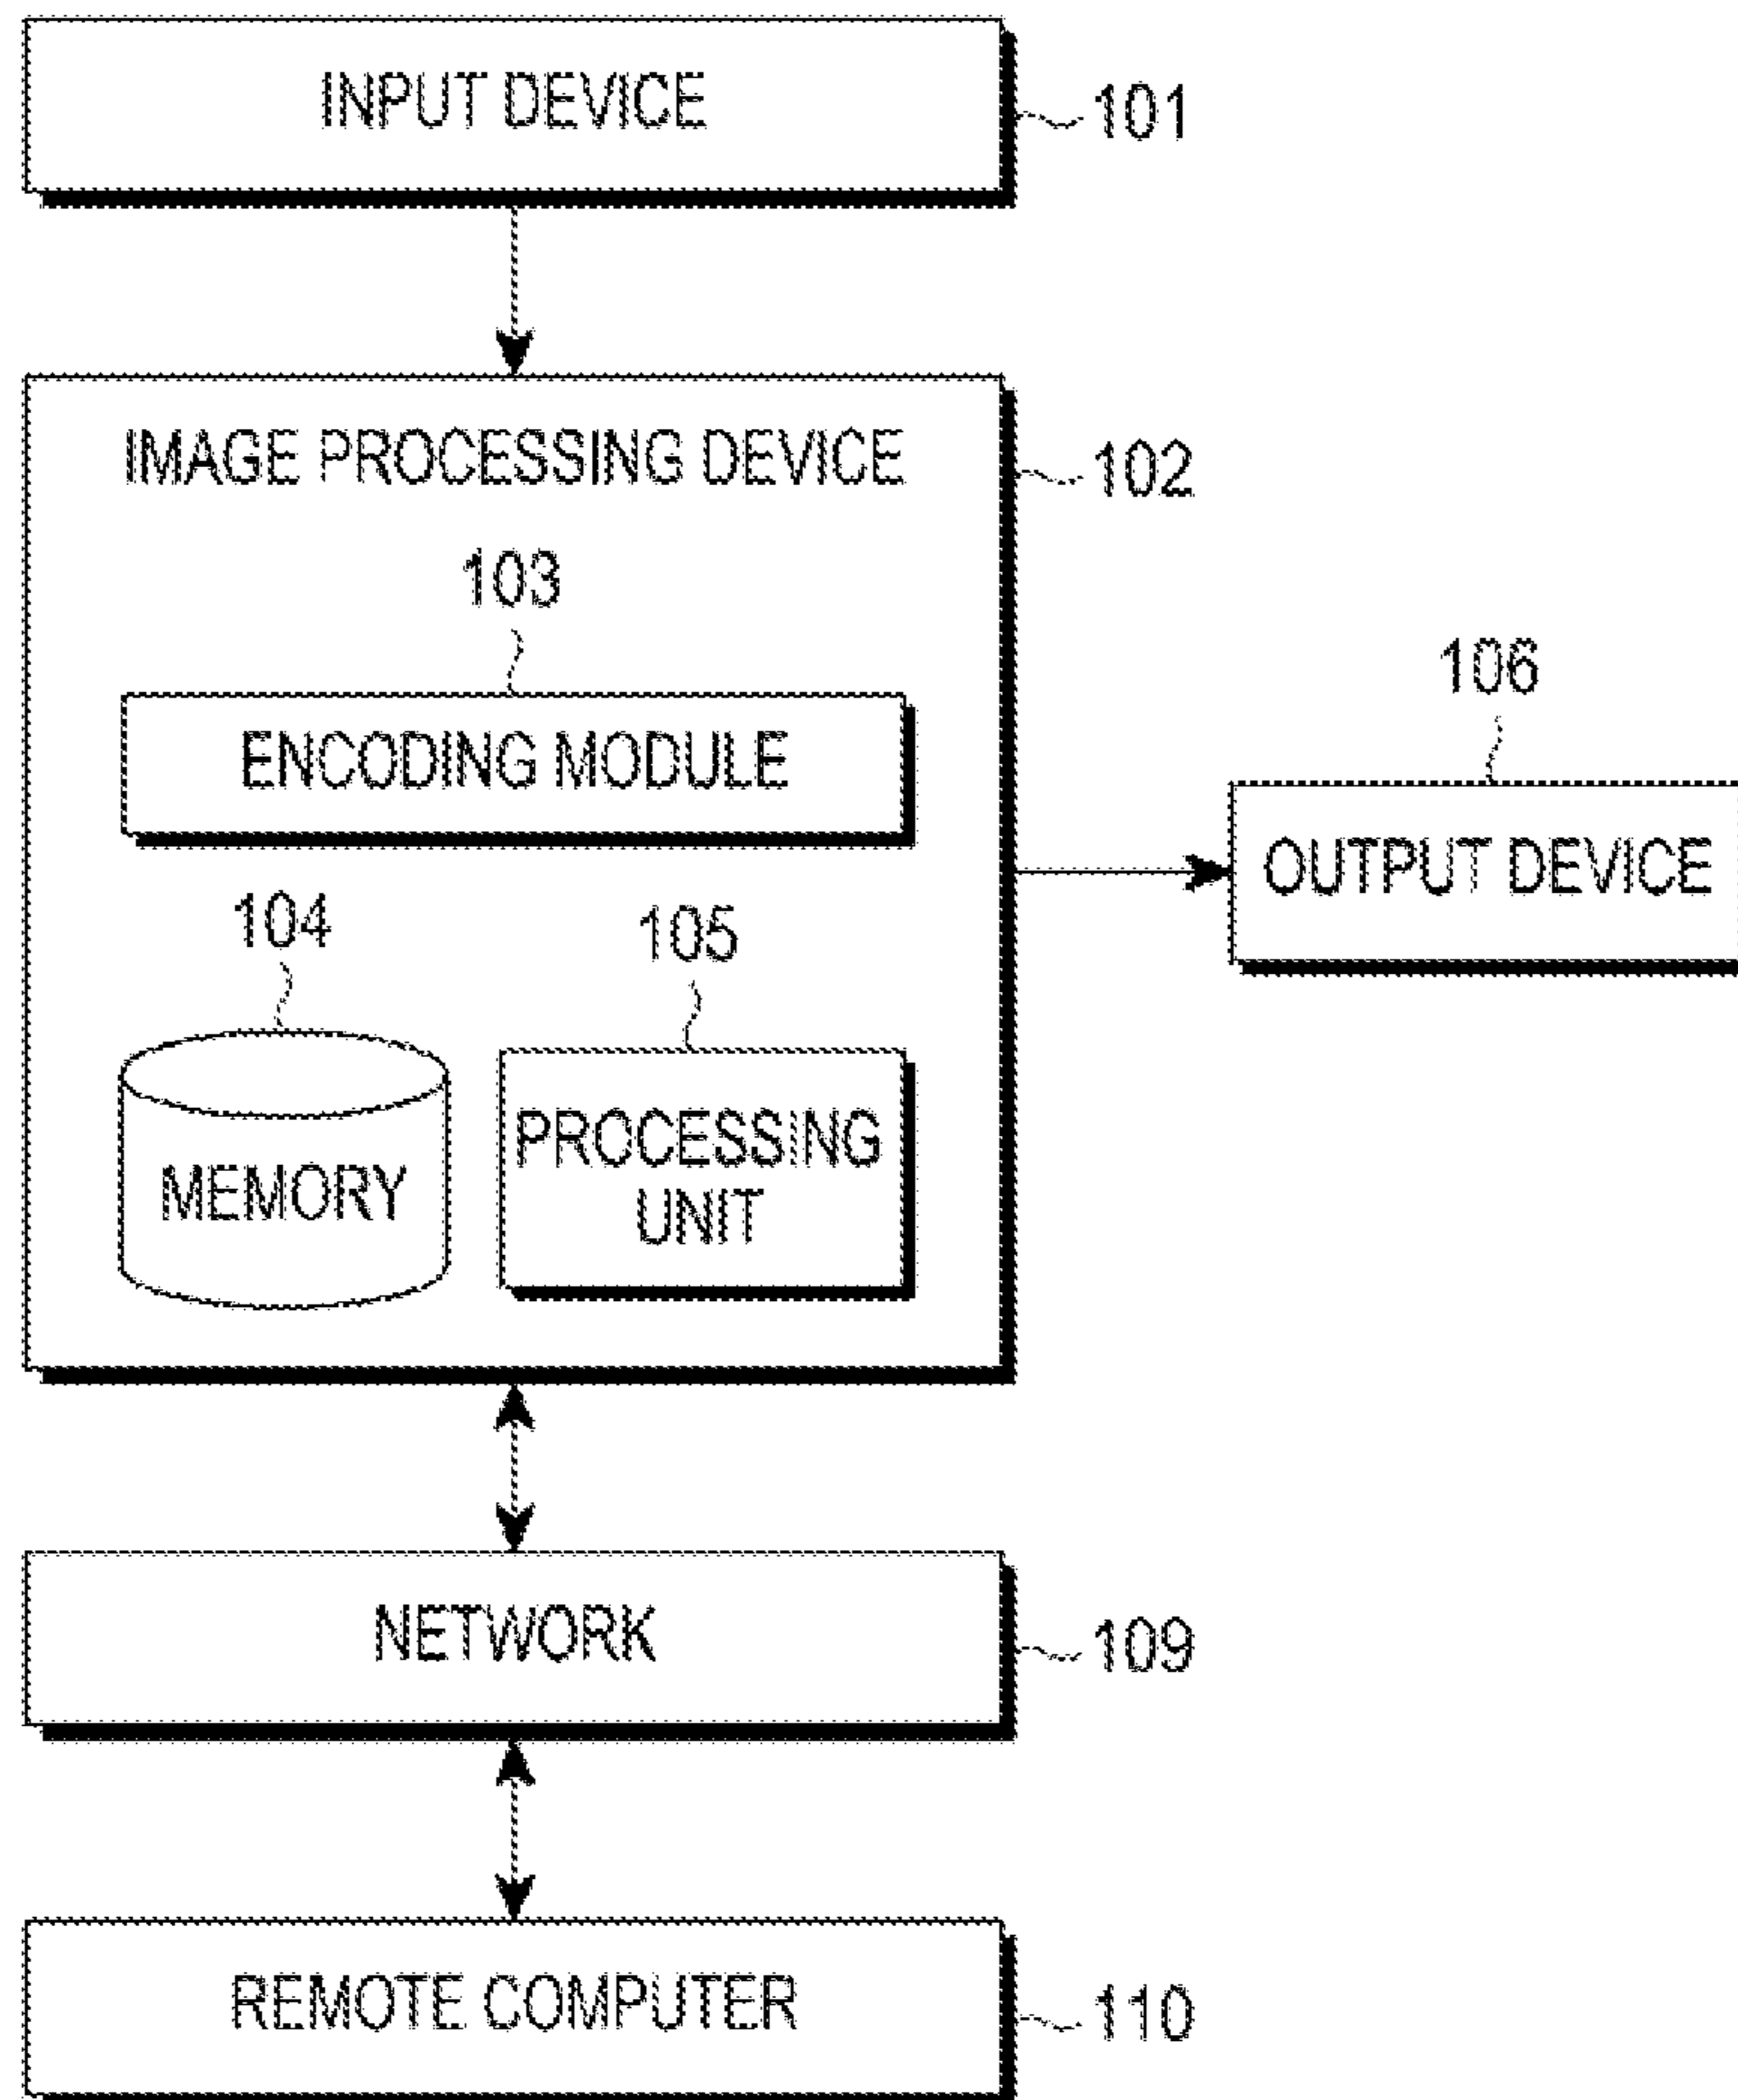 INPUT DEVICE
101
IMAGE PROCESSING DEVICE
102
103
ENCODING MODULE
106
OUTPUT DEVICE
104
105
MEMORY
PROCESSING
UNIT
NETWORK
109
REMOTE COMPUTER
110